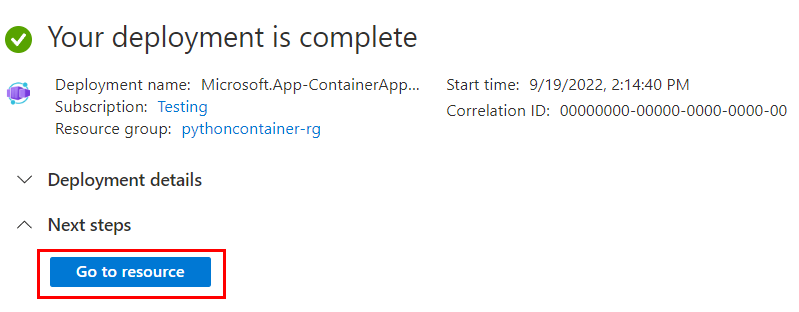 Your deployment is complete
Deployment name: Microsoft.App-ContainerApp...
Start time: 9/19/2022, 2:14:40 PM
Subscription: Testing
Correlation ID: 00000000-00000-0000-0000-00
Resource group: pythoncontainer-rg
Deployment details
Next steps
Go to resource